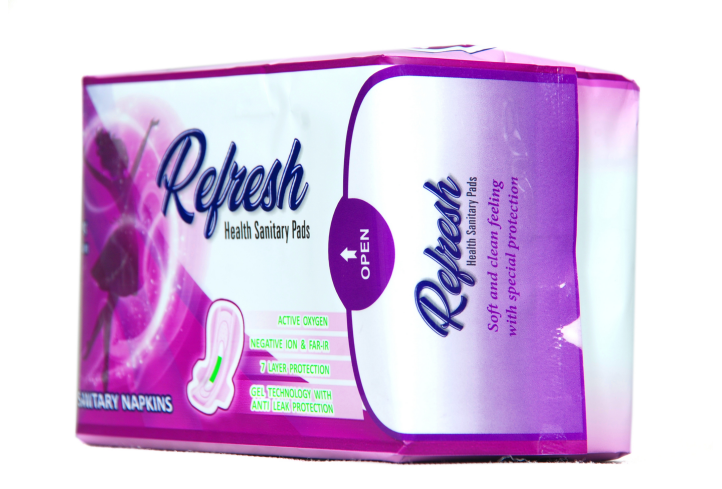 Refresh
Health Sanitary Pads
ACTIVE OXYGEN
NEGATIVE ION & FAR-IR
7 LAYER PROTECTION
GEL TECHNOLOGY WITH
ANTI LEAK PROTECTION
SANITARY NAPKINS
OPEN
Refresh
Health Sanitary Pads
Soft and clean feeling
with special protection